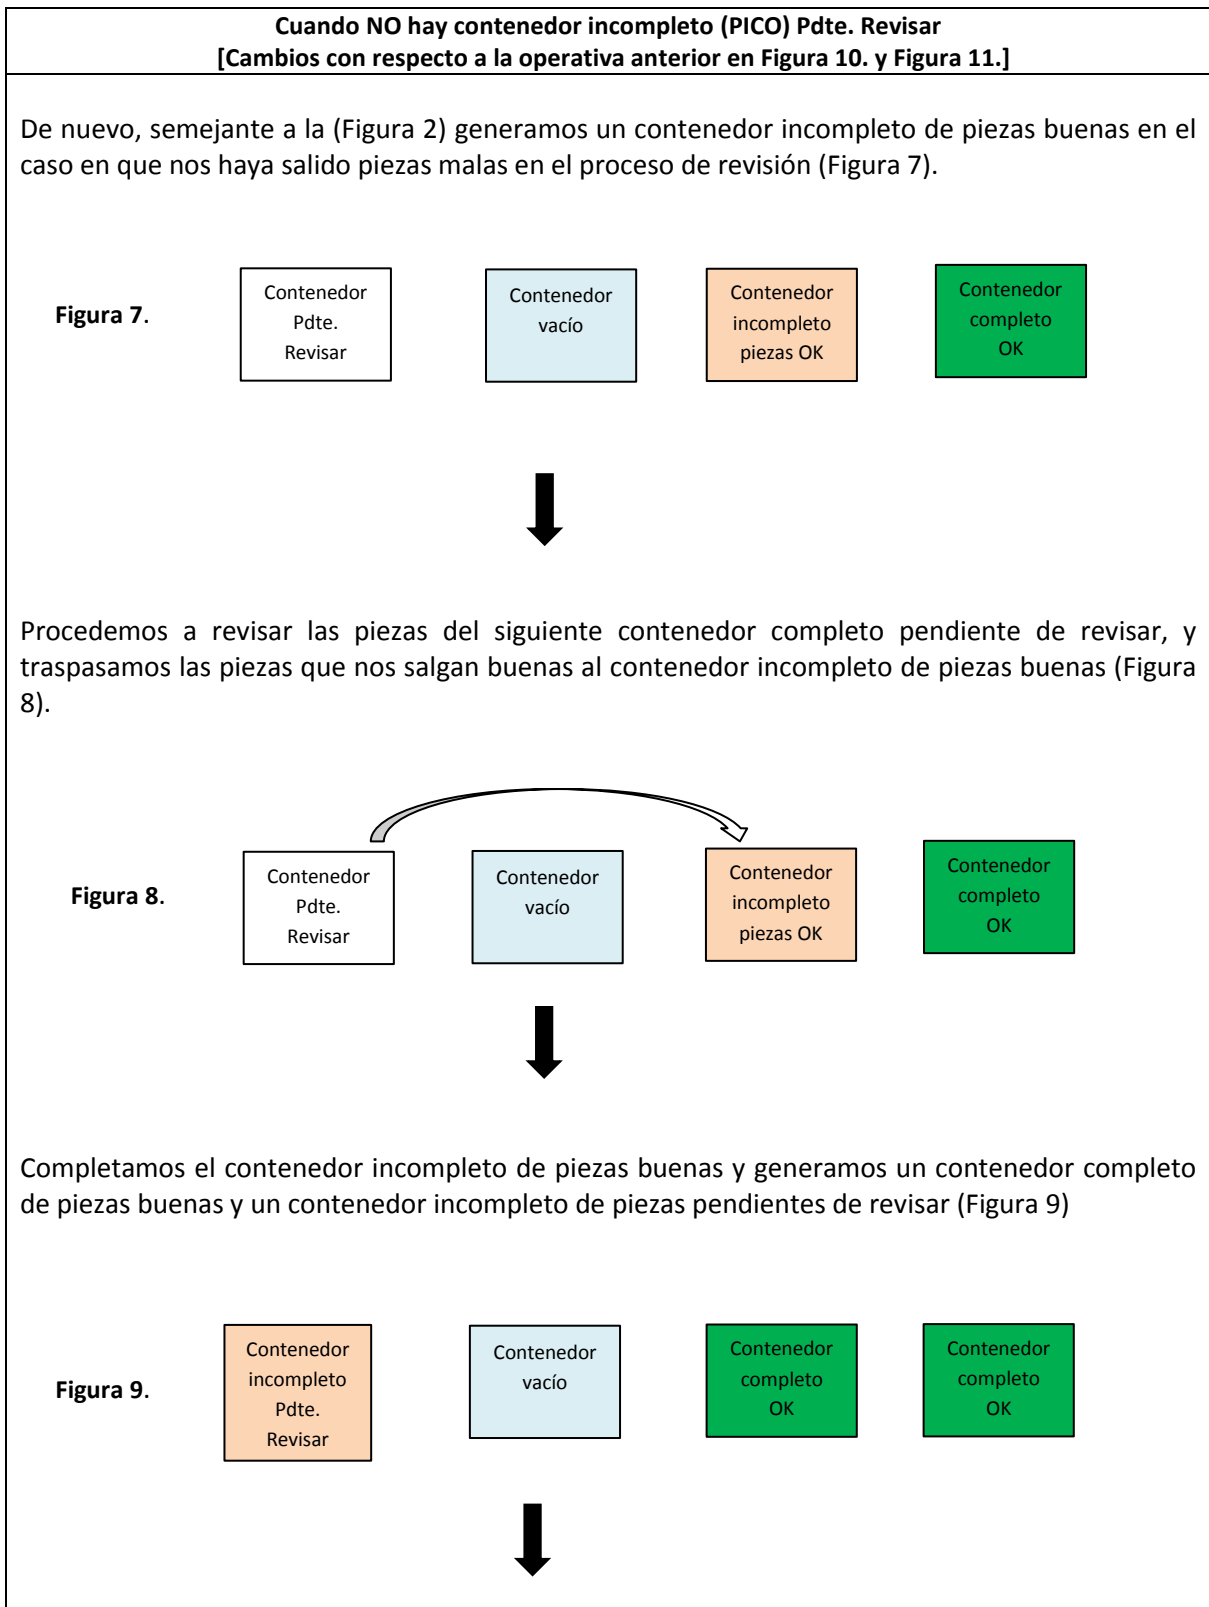 Cuando NO hay contenedor incompleto (PICO) Pdte. Revisar
[Cambios con respecto a la operativa anterior en Figura 10. y Figura 11.]
De nuevo, semejante a la (Figura 2) generamos un contenedor incompleto de piezas buenas en el
caso en que nos haya salido piezas malas en el proceso de revisión (Figura 7).
Figura 7.
Contenedor
Pdte.
Revisar
Contenedor
vacío
Contenedor
incompleto
piezas OK
Contenedor
completo
OK
Procedemos a revisar las piezas del siguiente contenedor completo pendiente de revisar, y
traspasamos las piezas que nos salgan buenas al contenedor incompleto de piezas buenas (Figura
8).
Figura 8.
Contenedor
Pdte.
Revisar
Contenedor
vacío
Contenedor
incompleto
piezas OK
Contenedor
completo
OK
Completamos el contenedor incompleto de piezas buenas y generamos un contenedor completo
de piezas buenas y un contenedor incompleto de piezas pendientes de revisar (Figura 9)
Figura 9.
Contenedor
incompleto
Pdte.
Revisar
Contenedor
vacío
Contenedor
completo
OK
Contenedor
completo
OK